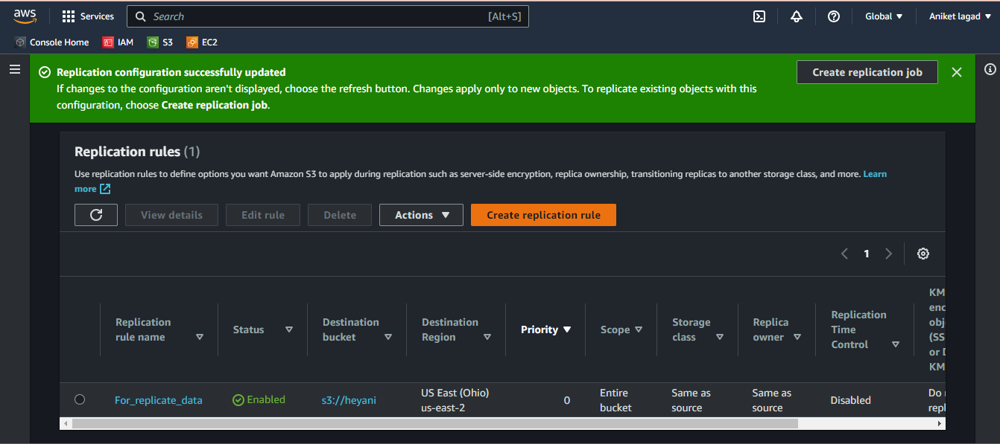 aws
Services
Search
[Alt+S]
Global
Aniket lagad
Console Home
IAM
S3
EC2
Replication configuration successfully updated
If changes to the configuration aren't displayed, choose the refresh button. Changes apply only to new objects. To replicate existing objects with this
configuration, choose Create replication job.
Create replication job
Replication rules (1)
Use replication rules to define options you want Amazon S3 to apply during replication such as server-side encryption, replica ownership, transitioning replicas to another storage class, and more. Learn
more
View details
Edit rule
Delete
Actions
Create replication rule
1
Replication
rule name
Status
Destination
bucket
Destination
Region
Priority
Scope
Storage
class
Replica
owner
Replication
Time
Control
KM
enc
obj
(SS
or D
KM
For_replicate_data
Enabled
s3://heyani
US East (Ohio)
us-east-2
0
Entire
bucket
Same as
source
Same as
source
Disabled
Do
repl